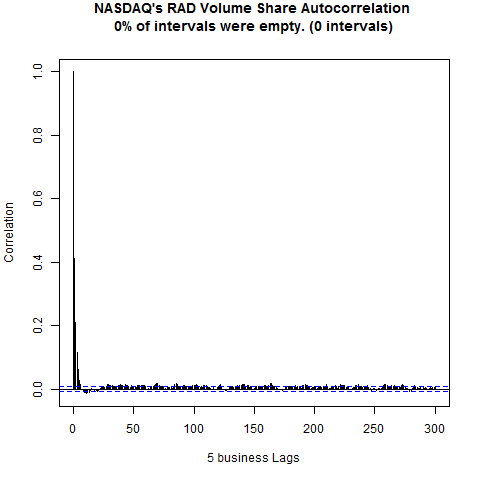 NASDAQ's RAD Volume Share Autocorrelation
0% of intervals were empty. (0 intervals)
Correlation
1.0
0.8
0.6
0.4
0.2
0.0
0 50 100 150 200 250 300
5 business Lags